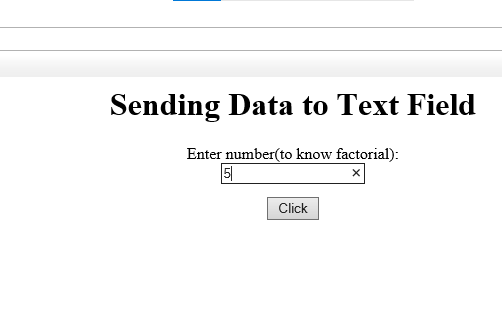 Sending Data to Text Field
Enter number(to know factorial):
5
Click